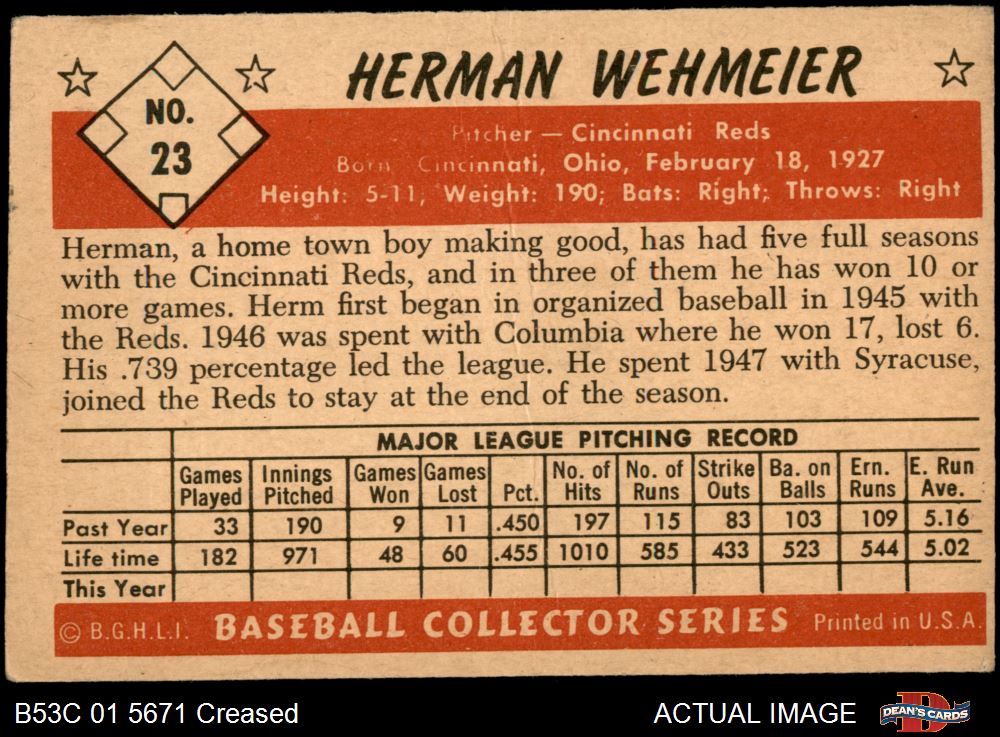 NO.
23
HERMAN WEHMEIER
Pitcher — Cincinnati Reds
Born Cincinnati, Ohio, February 18, 1927
Height: 5-11; Weight: 190; Bats: Right; Throws: Right
Herman, a home town boy making good, has had five full seasons
with the Cincinnati Reds, and in three of them he has won 10 or
more games. Herm first began in organized baseball in 1945 with
the Reds. 1946 was spent with Columbia where he won 17, lost 6.
His .739 percentage led the league. He spent 1947 with Syracuse,
joined the Reds to stay at the end of the season.
MAJOR LEAGUE PITCHING RECORD
Games Played Innings Pitched Games Won Games Lost Pct. No. of Hits No. of Runs Strike Outs Ba. on Balls Ern. Runs E. Run Ave.
Past Year 33 190 9 11 .450 197 115 83 103 109 5.16
Life time 182 971 48 60 .455 1010 585 433 523 544 5.02
This Year
© B.G.H.L.I. BASEBALL COLLECTOR SERIES Printed in U.S.A.
B53C 01 5671 Creased ACTUAL IMAGE DEAN'S CARDS